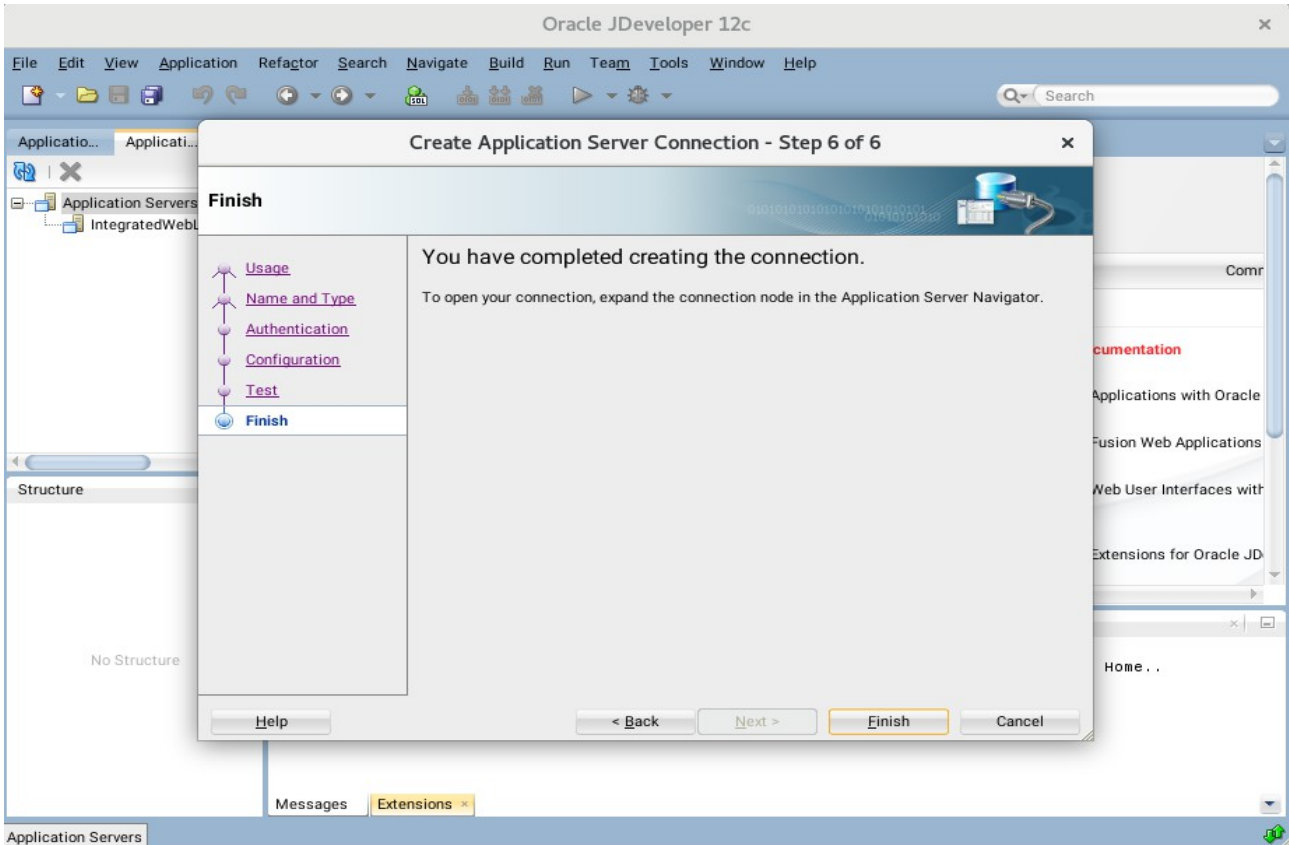 Oracle JDeveloper 12c
File Edit View Application Refactor Search Navigate Build Run Team Tools Window Help
Search
Applicatio... Applicati...
Application Servers
IntegratedWebL
Create Application Server Connection - Step 6 of 6
Finish
Usage
Name and Type
Authentication
Configuration
Test
Finish
You have completed creating the connection.
To open your connection, expand the connection node in the Application Server Navigator.
Help < Back Next > Finish Cancel
Comm
cumentation
Applications with Oracle
Fusion Web Applications
Web User Interfaces with
Extensions for Oracle JD
Structure
No Structure
Home..
Messages Extensions
Application Servers